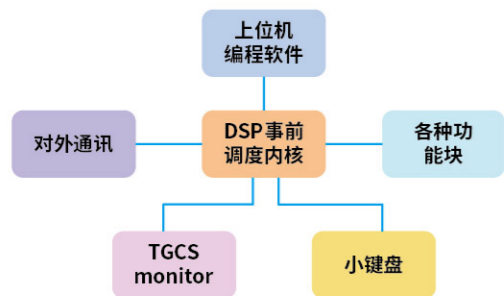 上位机
编程软件
对外通讯
DSP事前
调度内核
各种功
能块
TGCS
monitor
小键盘